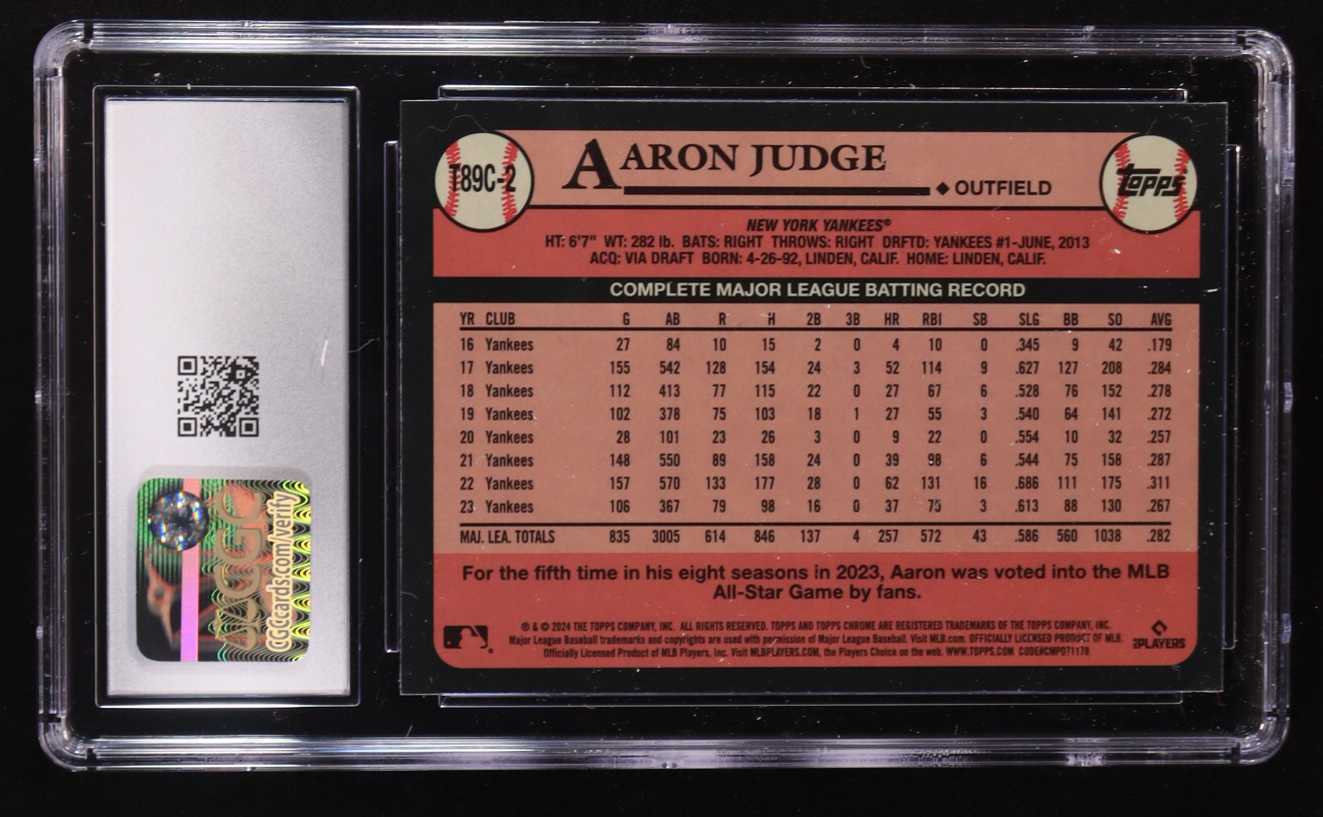 T89C-2
AARON JUDGE
◆ OUTFIELD
Topps
NEW YORK YANKEES®
HT: 6'7" WT: 282 lb. BATS: RIGHT THROWS: RIGHT DRFTD: YANKEES #1-JUNE, 2013
ACQ: VIA DRAFT BORN: 4-26-92, LINDEN, CALIF. HOME: LINDEN, CALIF.
COMPLETE MAJOR LEAGUE BATTING RECORD
YR CLUB G AB R H 2B 3B HR RBI SB SLG BB SO AVG
16 Yankees 27 84 10 15 2 0 4 10 0 .345 9 42 .179
17 Yankees 155 542 128 154 24 3 52 114 9 .627 127 208 .284
18 Yankees 112 413 77 115 22 0 27 67 6 .528 76 152 .278
19 Yankees 102 378 75 103 18 1 27 55 3 .540 64 141 .272
20 Yankees 28 101 23 26 3 0 9 22 0 .554 10 32 .257
21 Yankees 148 550 89 158 24 0 39 98 6 .544 75 158 .287
22 Yankees 157 570 133 177 28 0 62 131 16 .686 111 175 .311
23 Yankees 106 367 79 98 16 0 37 75 3 .613 88 130 .267
MAJ. LEA. TOTALS 835 3005 614 846 137 4 257 572 43 .586 560 1038 .282
For the fifth time in his eight seasons in 2023, Aaron was voted into the MLB
All-Star Game by fans.
® & © 2024 THE TOPPS COMPANY, INC. ALL RIGHTS RESERVED. TOPPS AND TOPPS CHROME ARE REGISTERED TRADEMARKS OF THE TOPPS COMPANY, INC.
Major League Baseball trademarks and copyrights are used with permission of Major League Baseball. Visit MLB.com. OFFICIALLY LICENSED PRODUCT OF MLB.
Officially Licensed Product of MLB Players, Inc. Visit MLBPLAYERS.COM, the Players Choice on the web. WWW.TOPPS.COM CODE#CMP071178
PLAYERS
CGC
CGCcards.com/verify